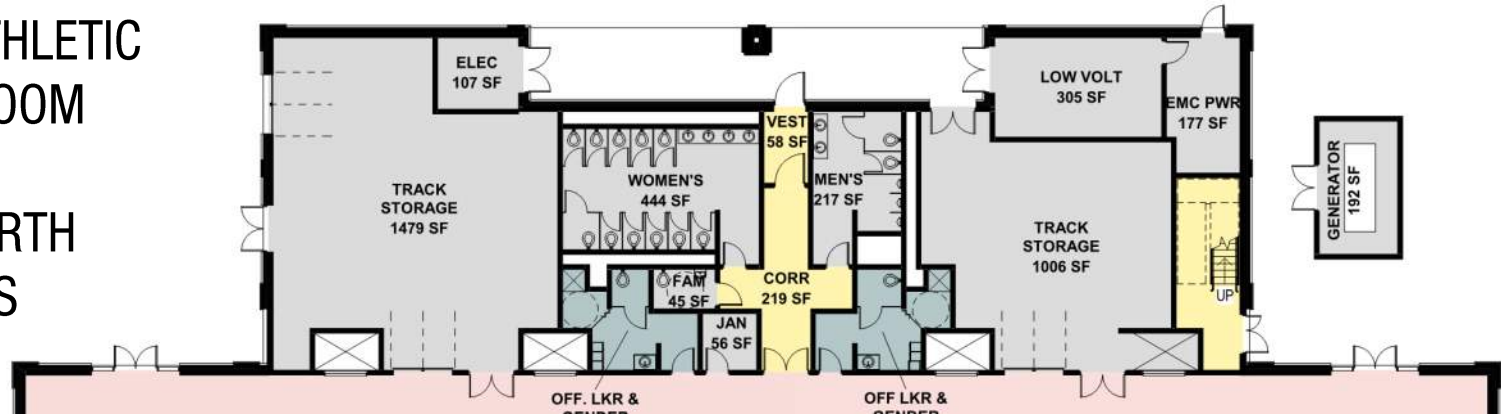 THLETIC
OOM
RTH
S
ELEC
107 SF
LOW VOLT
305 SF
EMC PWR
177 SF
VEST
58 SF
WOMEN'S
444 SF
MEN'S
217 SF
TRACK
STORAGE
1479 SF
TRACK
STORAGE
1006 SF
GENERATOR
192 SF
FAM
45 SF
CORR
219 SF
JAN
56 SF
UP
OFF. LKR &
GENDER
OFF LKR &
GENDER